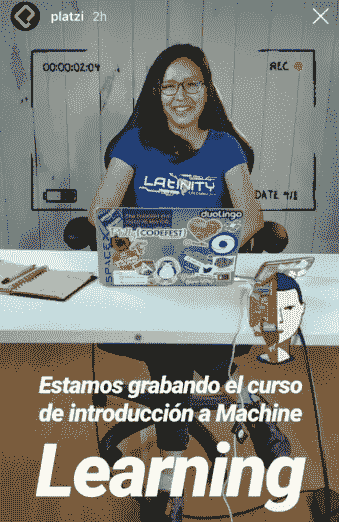 platzi 2h
00:00:02:04
REC
LATINITY
duolingo
CODEFEST
SPACEX
DATE 4/8
Estamos grabando el curso
de introducción a Machine
Learning